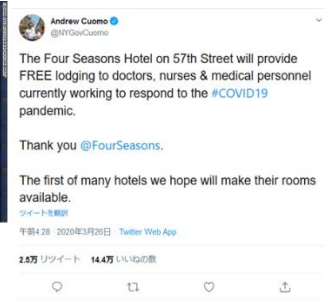 Andrew Cuomo
@NYGovCuomo
The Four Seasons Hotel on 57th Street will provide
FREE lodging to doctors, nurses & medical personnel
currently working to respond to the #COVID19
pandemic.
Thank you @FourSeasons.
The first of many hotels we hope will make their rooms
available.
ツイートを翻訳
午前4:28 · 2020年3月26日 · Twitter Web App
2.5万 リツイート 14.4万 いいねの数